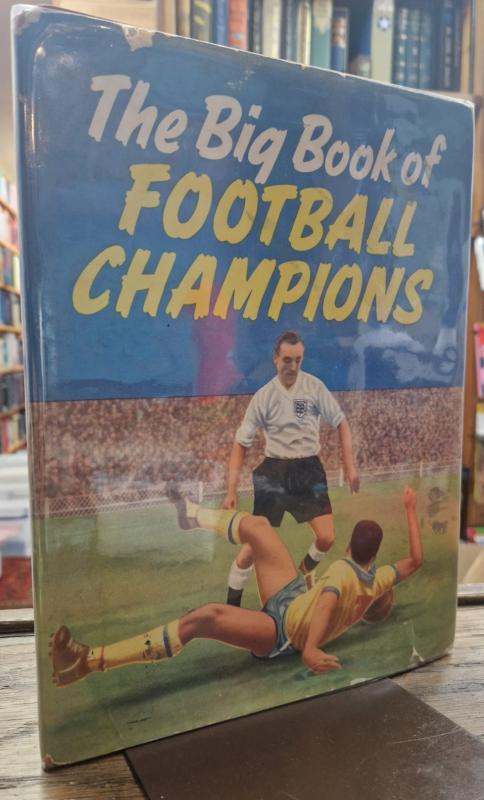 The Big Book of
FOOTBALL
CHAMPIONS